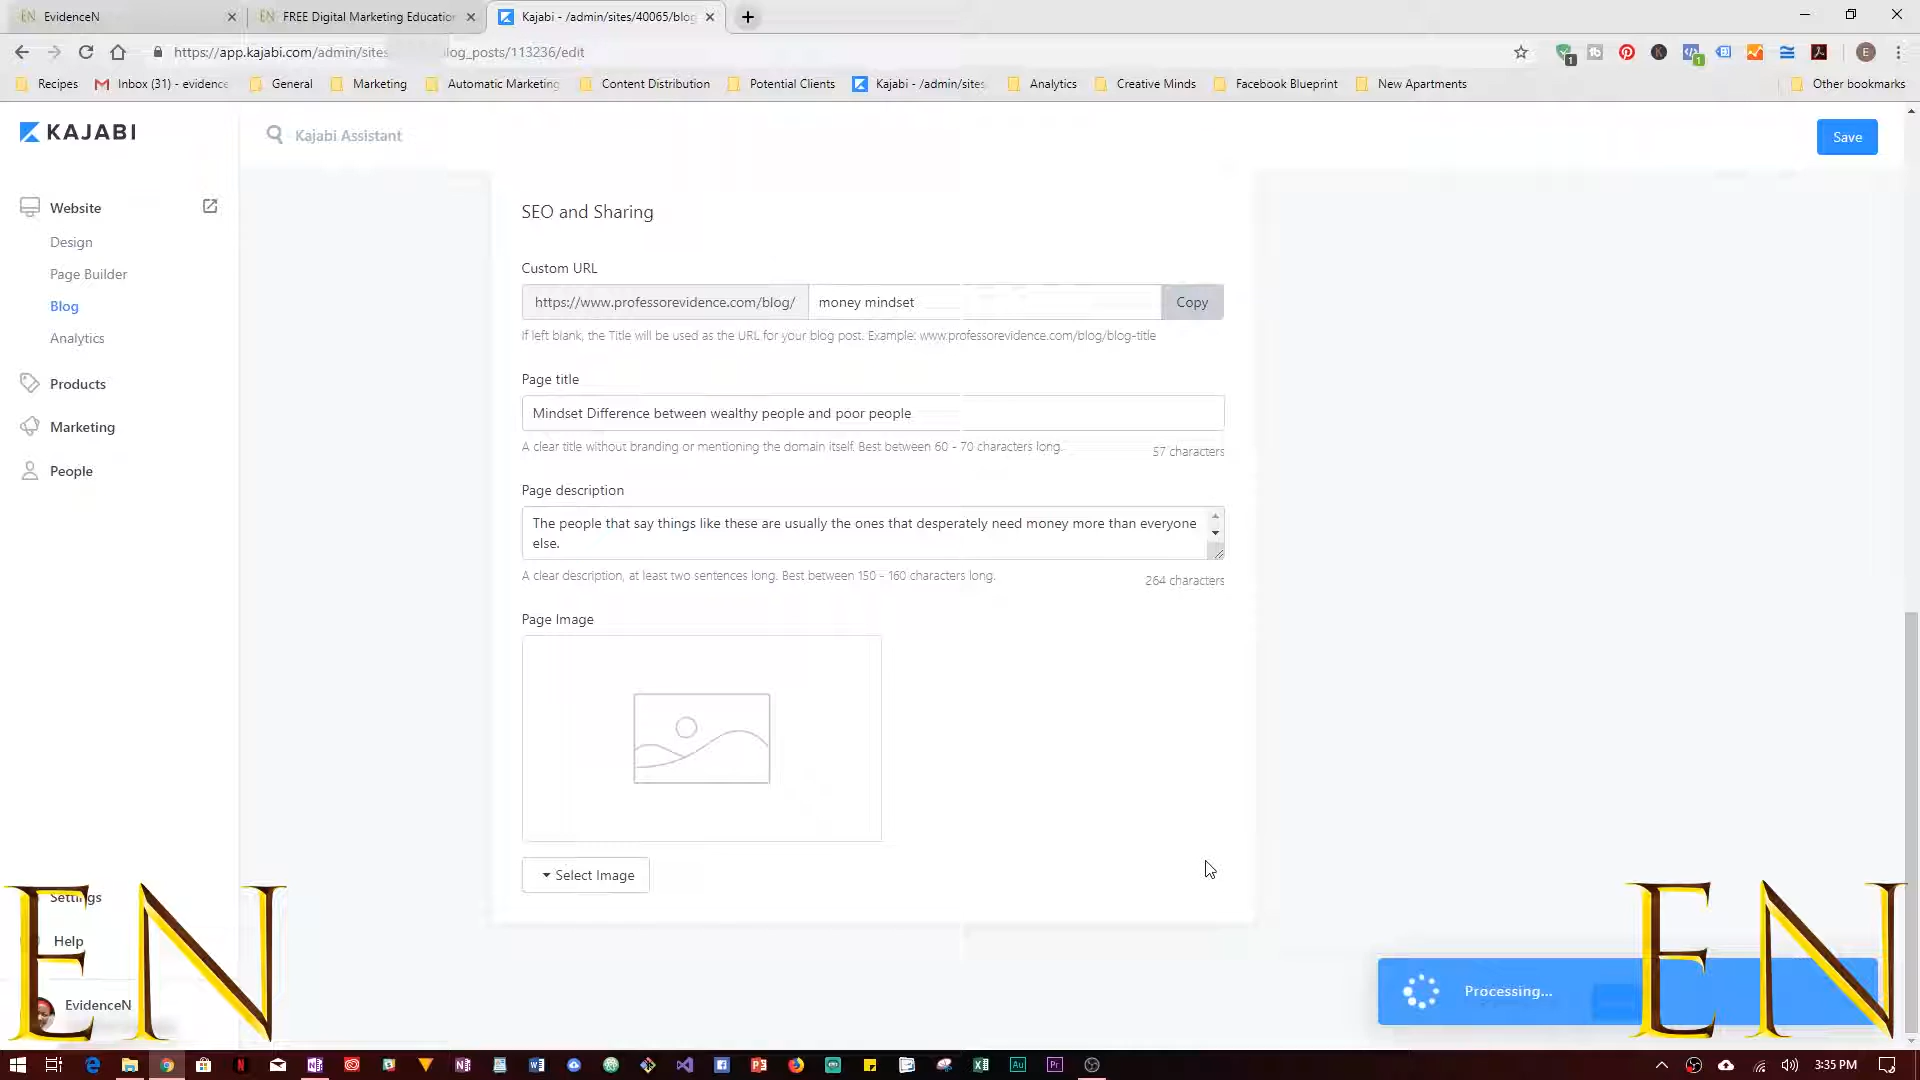 EN EvidenceN
EN FREE Digital Marketing Educatio
Kajabi - /admin/sites/40065/blog
https://app.kajabi.com/admin/sites
log_posts/113236/edit
1
1
E
Recipes
Inbox (31) - evidence
General
Marketing
Automatic Marketing
Content Distribution
Potential Clients
Kajabi - /admin/sites
Analytics
Creative Minds
Facebook Blueprint
New Apartments
Other bookmarks
KAJABI
Kajabi Assistant
Save
Website
Design
Page Builder
Blog
Analytics
Products
Marketing
People
Settings
Help
EvidenceN
SEO and Sharing
Custom URL
https://www.professorevidence.com/blog/ money mindset Copy
If left blank, the Title will be used as the URL for your blog post. Example: www.professorevidence.com/blog/blog-title
Page title
Mindset Difference between wealthy people and poor people
A clear title without branding or mentioning the domain itself. Best between 60 - 70 characters long.
57 characters
Page description
The people that say things like these are usually the ones that desperately need money more than everyone
else.
A clear description, at least two sentences long. Best between 150 - 160 characters long.
264 characters
Page Image
Select Image
Processing...
EN
EN
3:35 PM